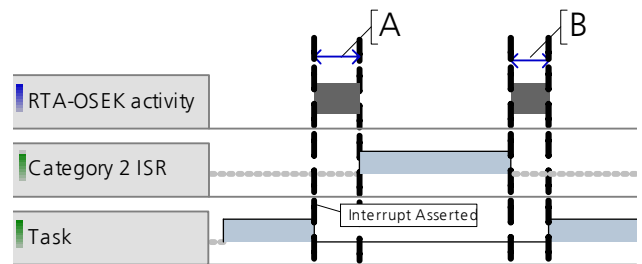 A
B
RTA-OSEK activity
Category 2 ISR
Interrupt Asserted
Task